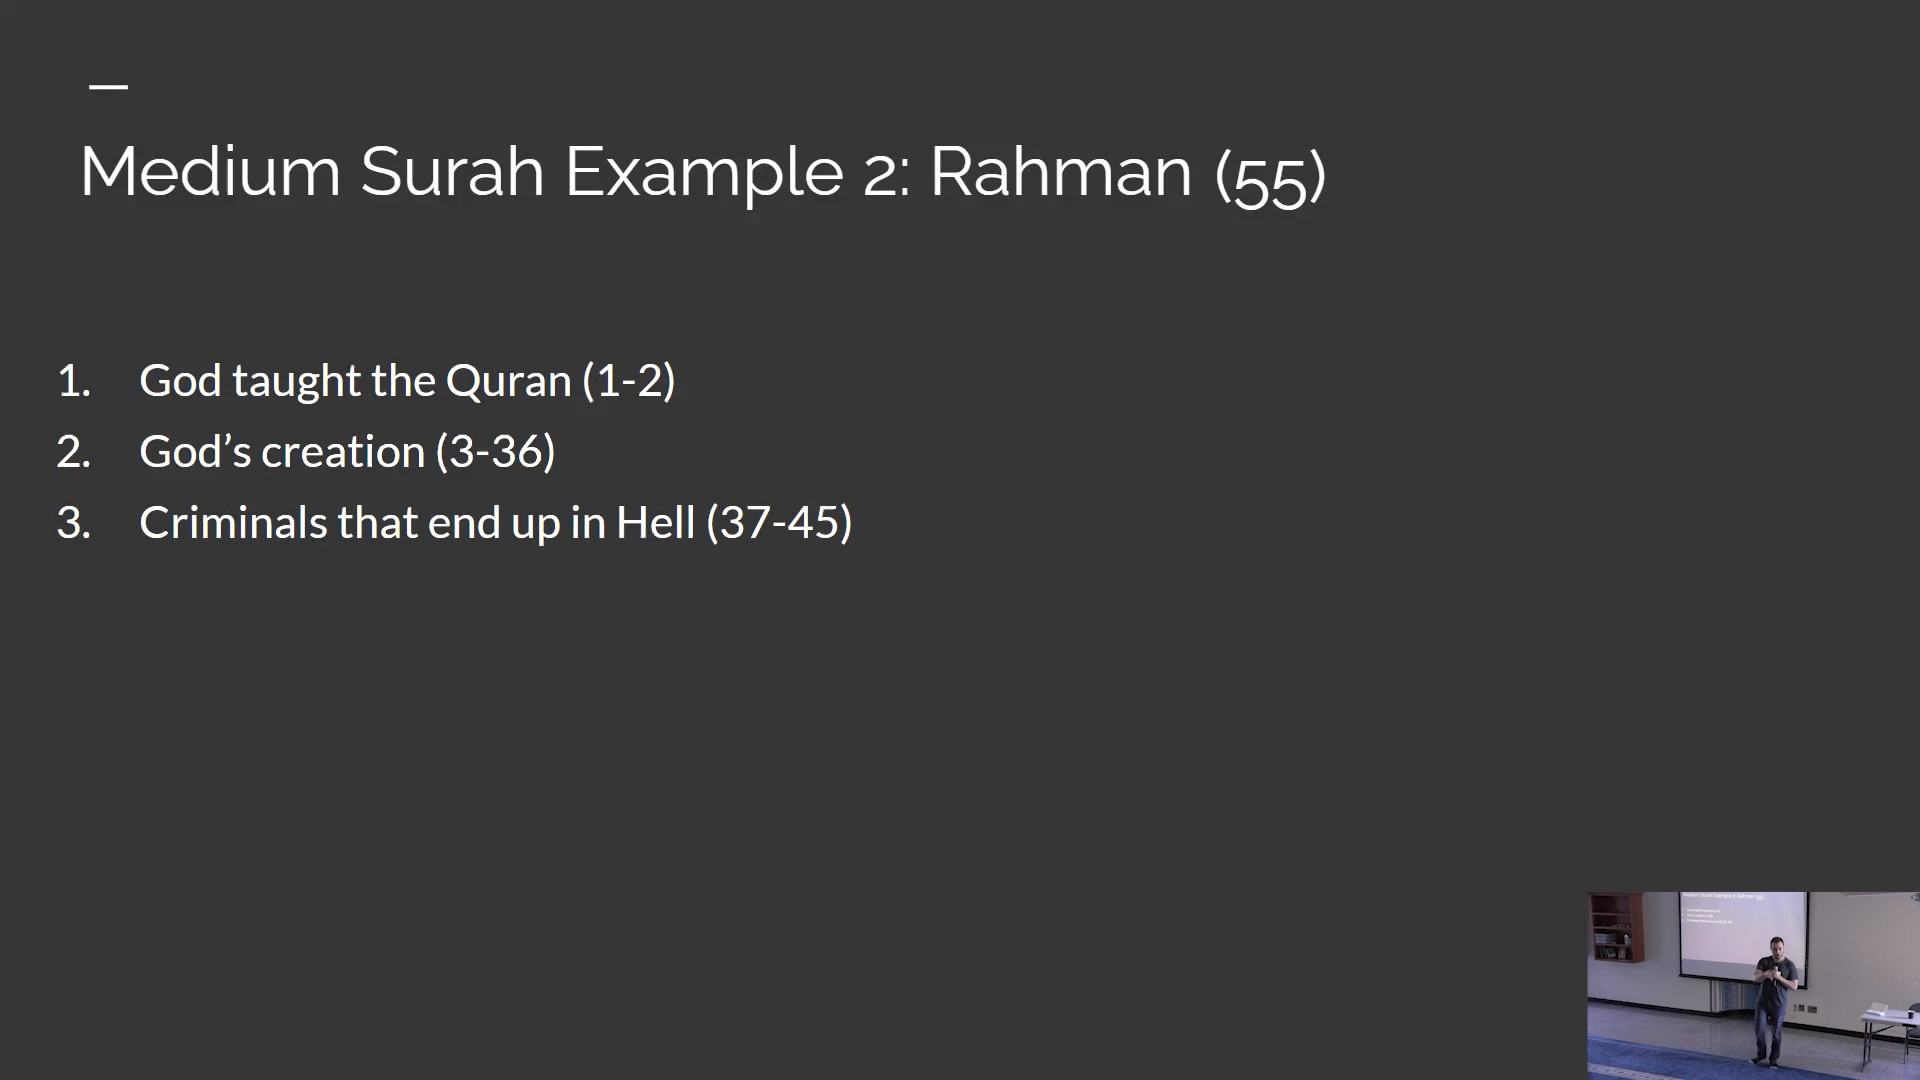 Medium Surah Example 2: Rahman (55)
1. God taught the Quran (1-2)
2. God’s creation (3-36)
3. Criminals that end up in Hell (37-45)